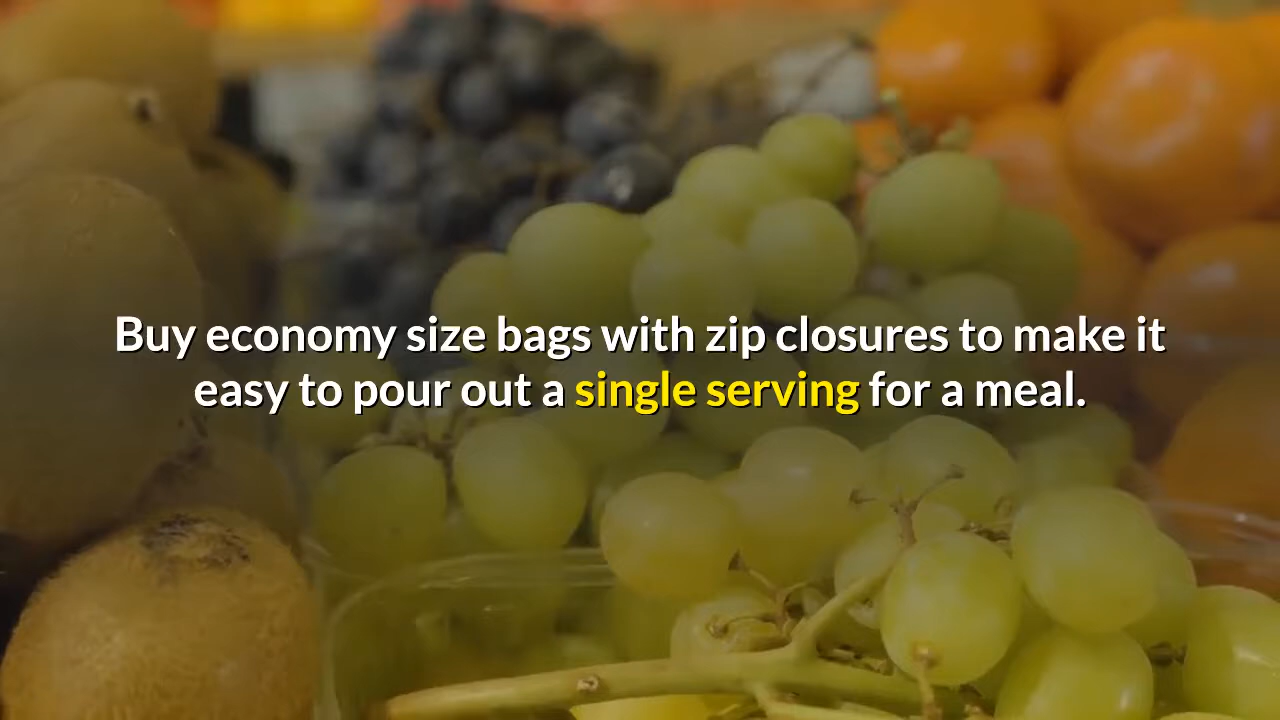 Buy economy size bags with zip closures to make it
easy to pour out a single serving for a meal.